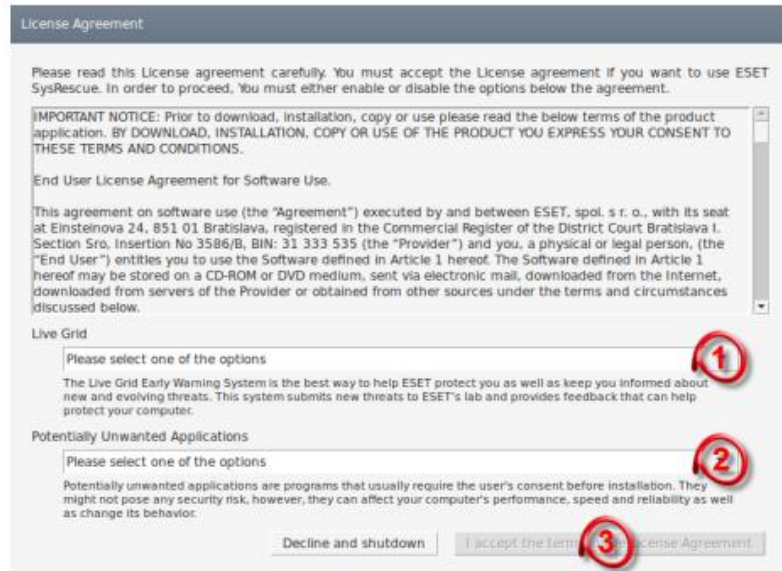 License Agreement
Please read this License agreement carefully. You must accept the License agreement if you want to use ESET
SysRescue. In order to proceed, You must either enable or disable the options below the agreement.
IMPORTANT NOTICE: Prior to download, installation, copy or use please read the below terms of the product
application. BY DOWNLOAD, INSTALLATION, COPY OR USE OF THE PRODUCT YOU EXPRESS YOUR CONSENT TO
THESE TERMS AND CONDITIONS.
End User License Agreement for Software Use.
This agreement on software use (the "Agreement") executed by and between ESET, spol. s r. o., with its seat
at Einsteinova 24, 851 01 Bratislava, registered in the Commercial Register of the District Court Bratislava I.
Section Sro, Insertion No 3586/B, BIN: 31 333 535 (the "Provider") and you, a physical or legal person, (the
"End User") entitles you to use the Software defined in Article 1 hereof. The Software defined in Article 1
hereof may be stored on a CD-ROM or DVD medium, sent via electronic mail, downloaded from the Internet,
downloaded from servers of the Provider or obtained from other sources under the terms and circumstances
discussed below.
Live Grid
Please select one of the options
1
The Live Grid Early Warning System is the best way to help ESET protect you as well as keep you informed about
new and evolving threats. This system submits new threats to ESET's lab and provides feedback that can help
protect your computer.
Potentially Unwanted Applications
Please select one of the options
2
Potentially unwanted applications are programs that usually require the user's consent before installation. They
might not pose any security risk, however, they can affect your computer's performance, speed and reliability as well
as change its behavior.
Decline and shutdown
I accept the term 3 License Agreement